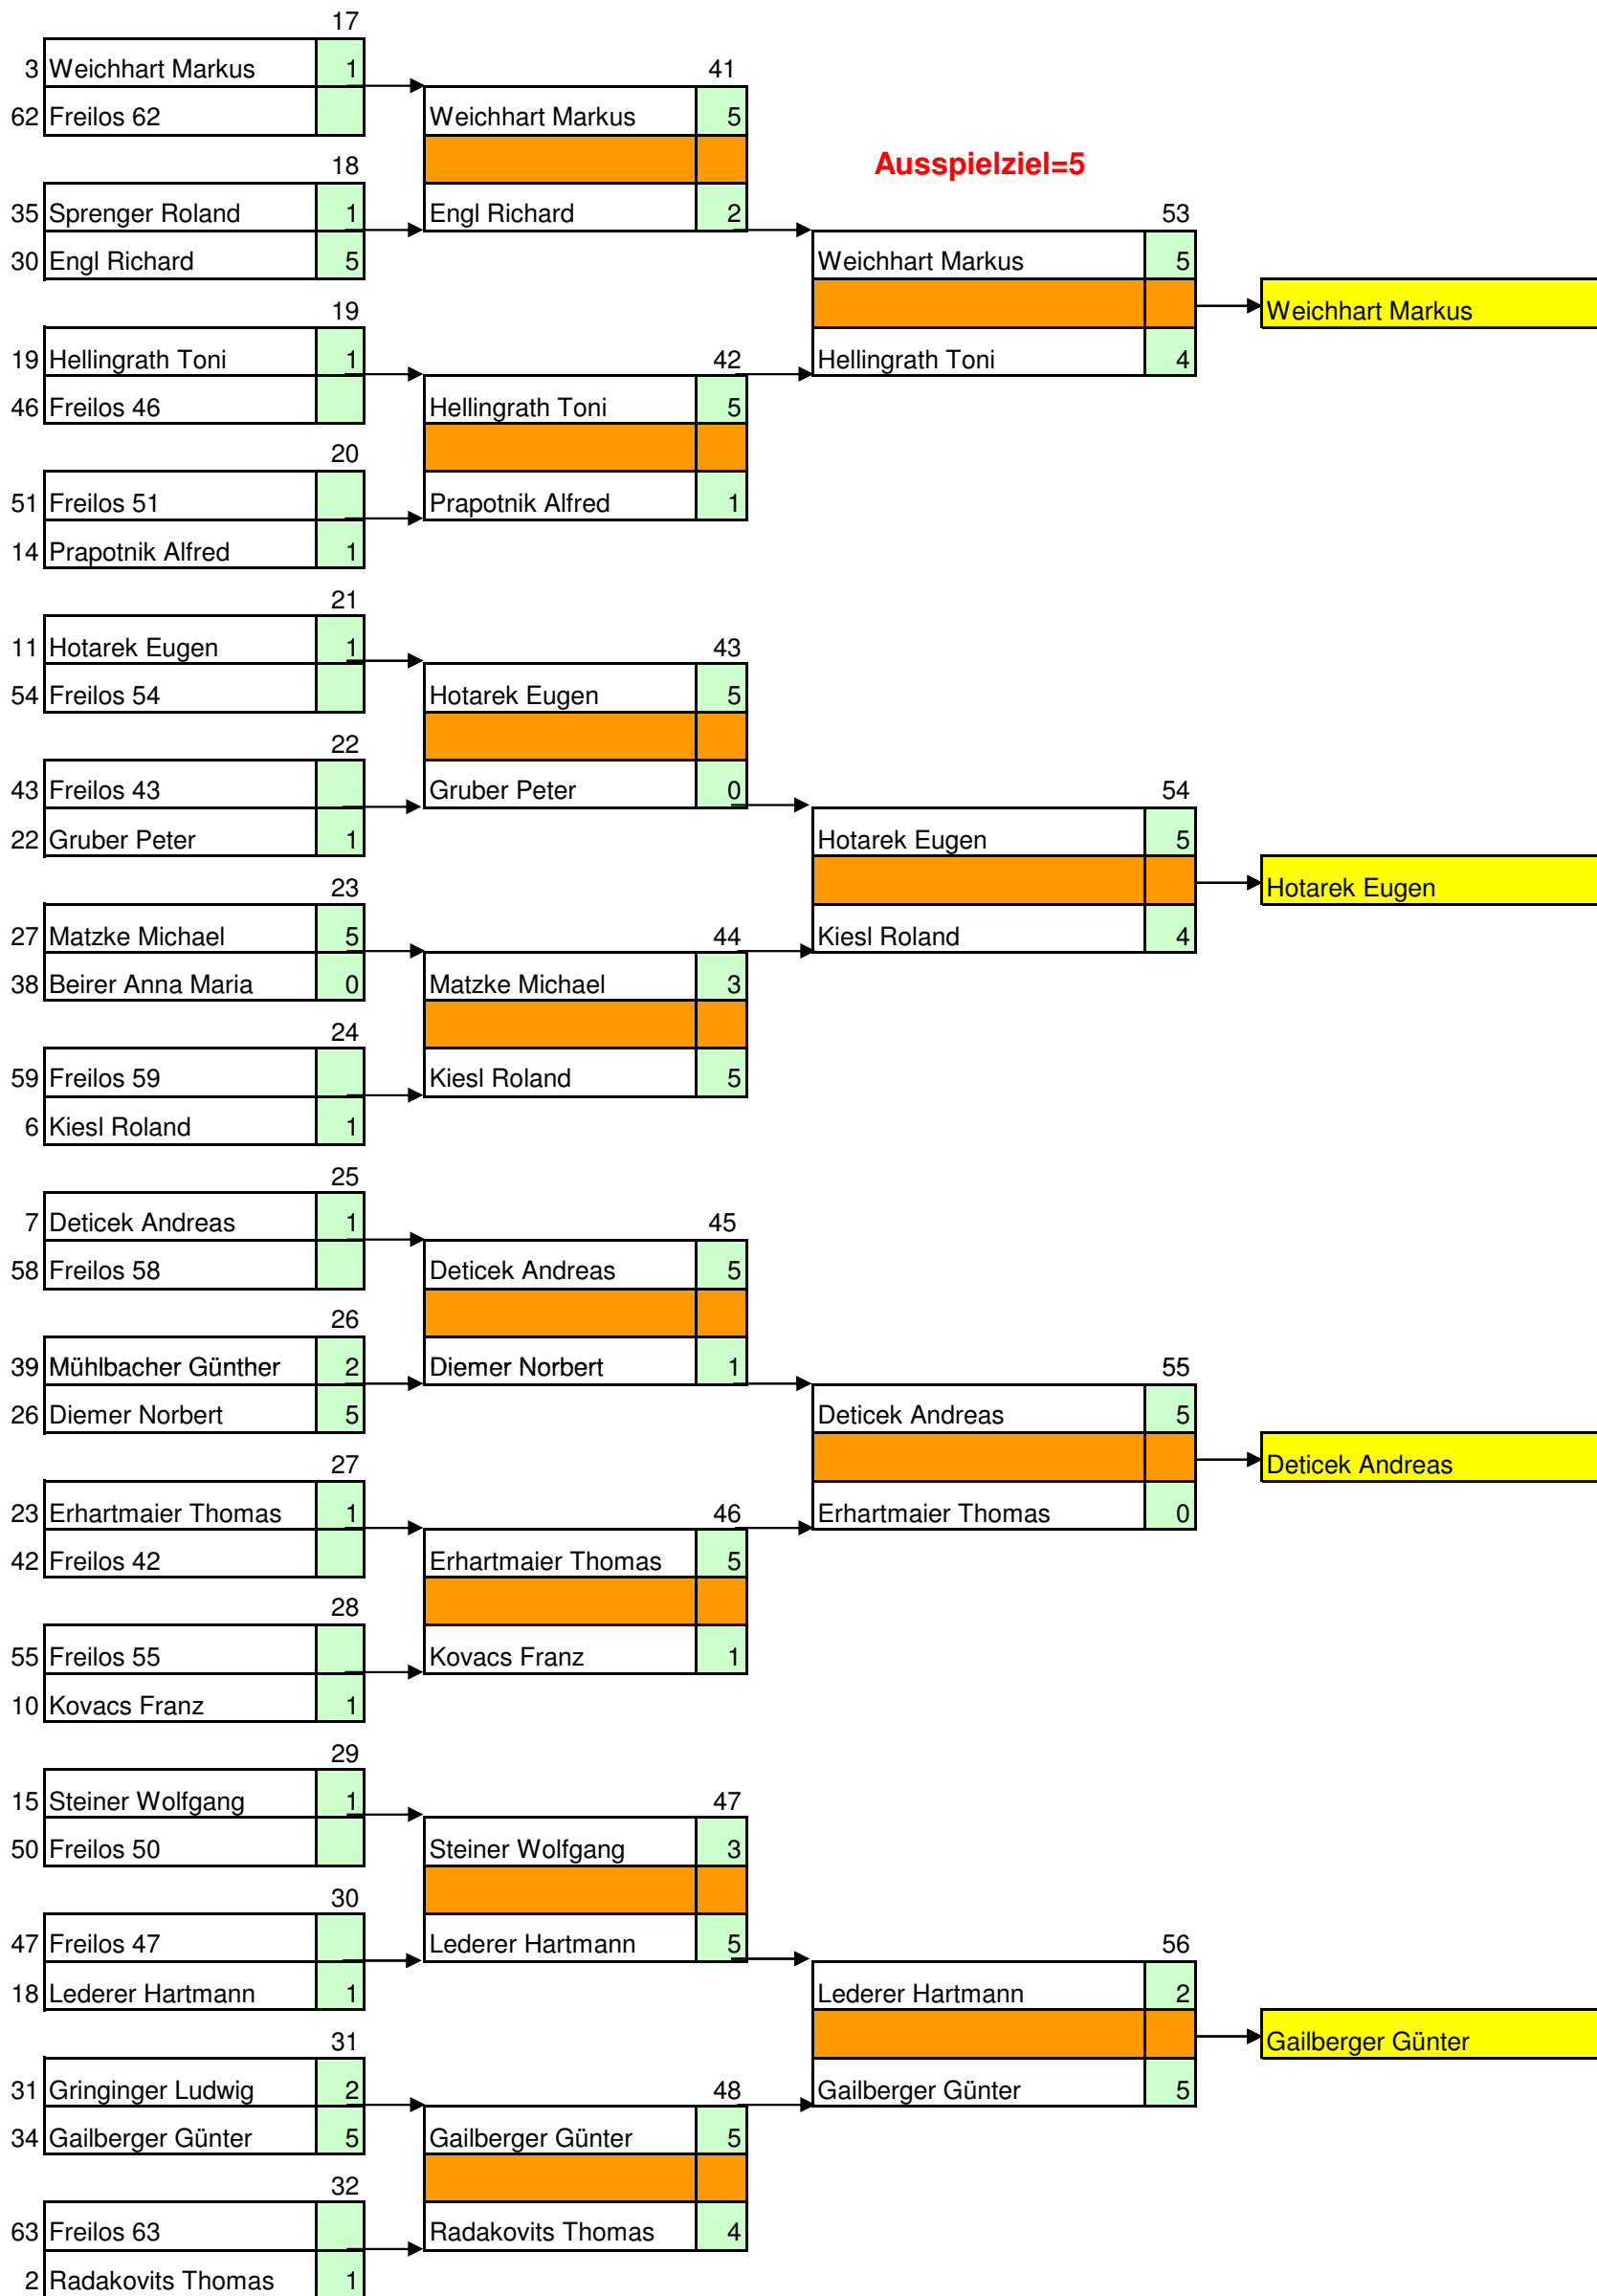 17
3 Weichhart Markus 1 41
62 Freilos 62 Weichhart Markus 5
18 Ausspielziel=5
35 Sprenger Roland 1 Engl Richard 2 53
30 Engl Richard 5 Weichhart Markus 5
19 Weichhart Markus
19 Hellingrath Toni 1 42 Hellingrath Toni 4
46 Freilos 46 Hellingrath Toni 5
20
51 Freilos 51 Prapotnik Alfred 1
14 Prapotnik Alfred 1
21
11 Hotarek Eugen 1 43
54 Freilos 54 Hotarek Eugen 5
22
43 Freilos 43 Gruber Peter 0 54
22 Gruber Peter 1 Hotarek Eugen 5
23 Hotarek Eugen
27 Matzke Michael 5 44 Kiesl Roland 4
38 Beirer Anna Maria 0 Matzke Michael 3
24
59 Freilos 59 Kiesl Roland 5
6 Kiesl Roland 1
25
7 Deticek Andreas 1 45
58 Freilos 58 Deticek Andreas 5
26
39 Mühlbacher Günther 2 Diemer Norbert 1 55
26 Diemer Norbert 5 Deticek Andreas 5
27 Deticek Andreas
23 Erhartmaier Thomas 1 46 Erhartmaier Thomas 0
42 Freilos 42 Erhartmaier Thomas 5
28
55 Freilos 55 Kovacs Franz 1
10 Kovacs Franz 1
29
15 Steiner Wolfgang 1 47
50 Freilos 50 Steiner Wolfgang 3
30
47 Freilos 47 Lederer Hartmann 5 56
18 Lederer Hartmann 1 Lederer Hartmann 2
31 Gailberger Günter
31 Gringinger Ludwig 2 48 Gailberger Günter 5
34 Gailberger Günter 5 Gailberger Günter 5
32
63 Freilos 63 Radakovits Thomas 4
2 Radakovits Thomas 1